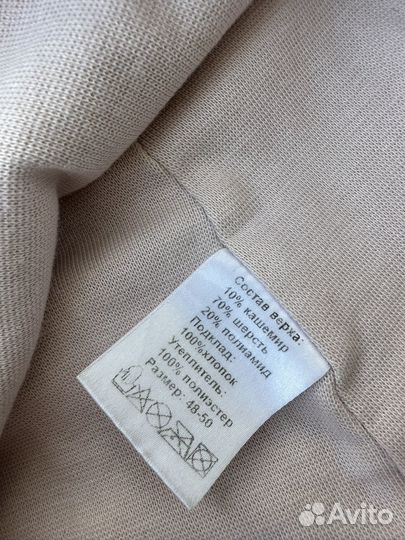 Состав верха:
10% кашемир
70% шерсть
20% полиамид
Подклад:
100%хлопок
Утеплитель:
100% полиэстер
Размер: 48-50
Avito